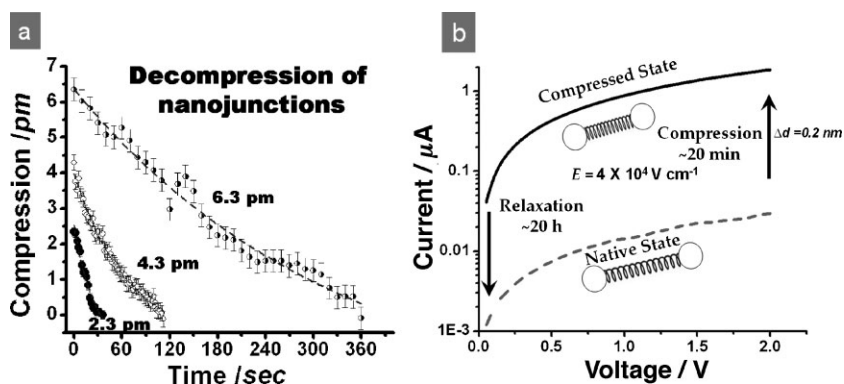 a
Decompression of
nanojunctions
Compression /pm
7
6
5
4
3
2
1
0
6.3 pm
4.3 pm
2.3 pm
0 60 120 180 240 300 360
Time /sec
b
Current / μA
1
0.1
0.01
1E-3
Compressed State
Compression
~20 min
Δd=0.2 nm
E = 4 X 10⁴ V cm⁻¹
Relaxation
~20 h
Native State
0.0 0.5 1.0 1.5 2.0
Voltage / V